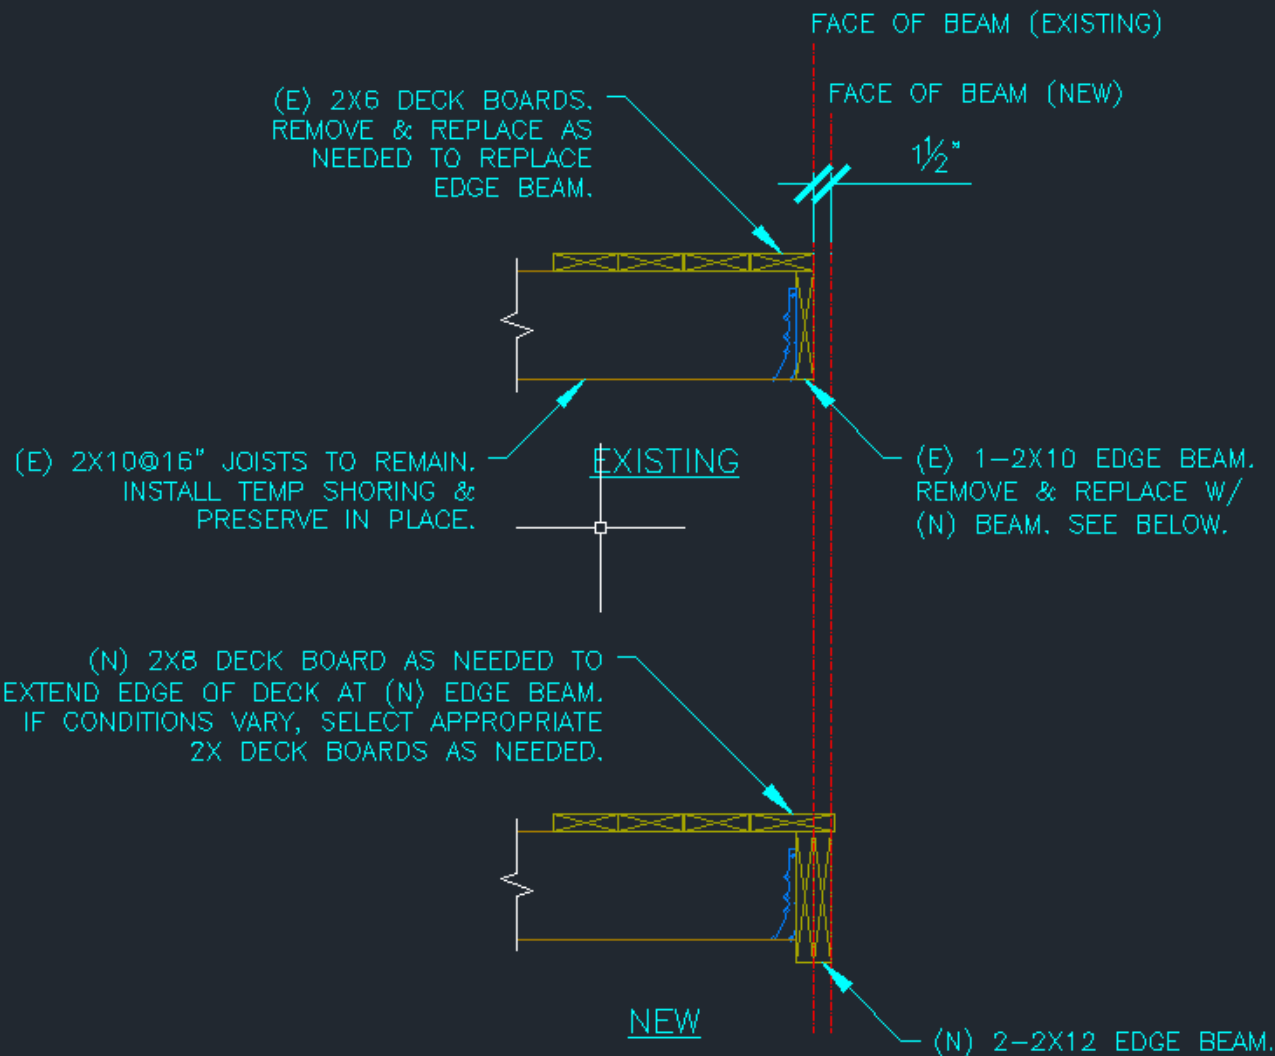 FACE OF BEAM (EXISTING)
FACE OF BEAM (NEW)
1½"
(E) 2X6 DECK BOARDS.
REMOVE & REPLACE AS
NEEDED TO REPLACE
EDGE BEAM.
(E) 2X10@16" JOISTS TO REMAIN.
INSTALL TEMP SHORING &
PRESERVE IN PLACE.
EXISTING
(E) 1-2X10 EDGE BEAM.
REMOVE & REPLACE W/
(N) BEAM. SEE BELOW.
(N) 2X8 DECK BOARD AS NEEDED TO
EXTEND EDGE OF DECK AT (N) EDGE BEAM.
IF CONDITIONS VARY, SELECT APPROPRIATE
2X DECK BOARDS AS NEEDED.
NEW
(N) 2-2X12 EDGE BEAM.